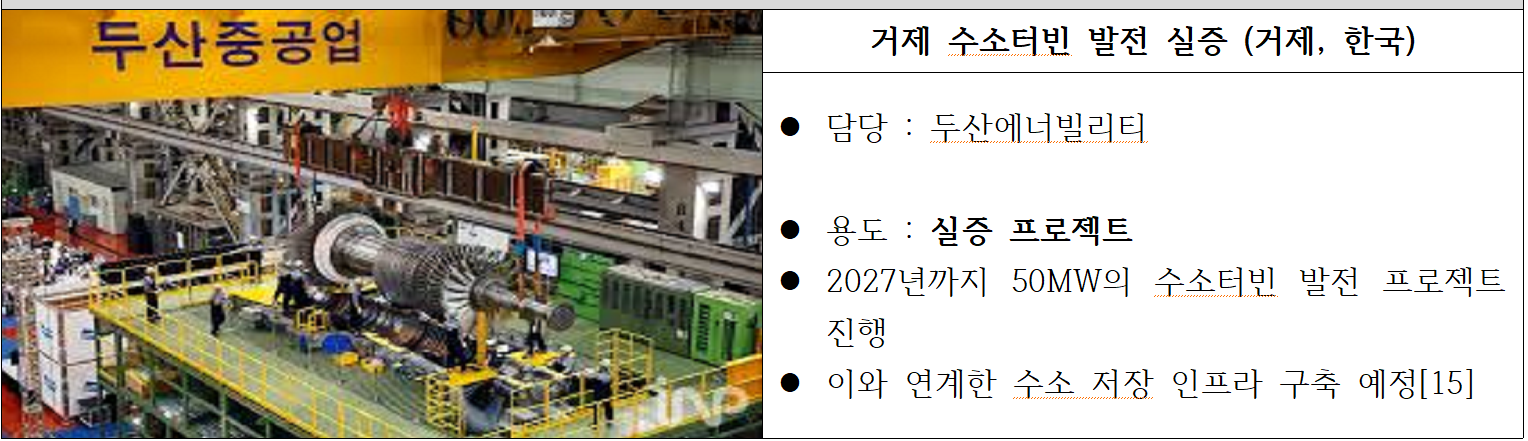 두산중공업
거제 수소터빈 발전 실증 (거제, 한국)
● 담당 : 두산에너빌리티
● 용도 : 실증 프로젝트
● 2027년까지 50MW의 수소터빈 발전 프로젝트
진행
● 이와 연계한 수소 저장 인프라 구축 예정[15]